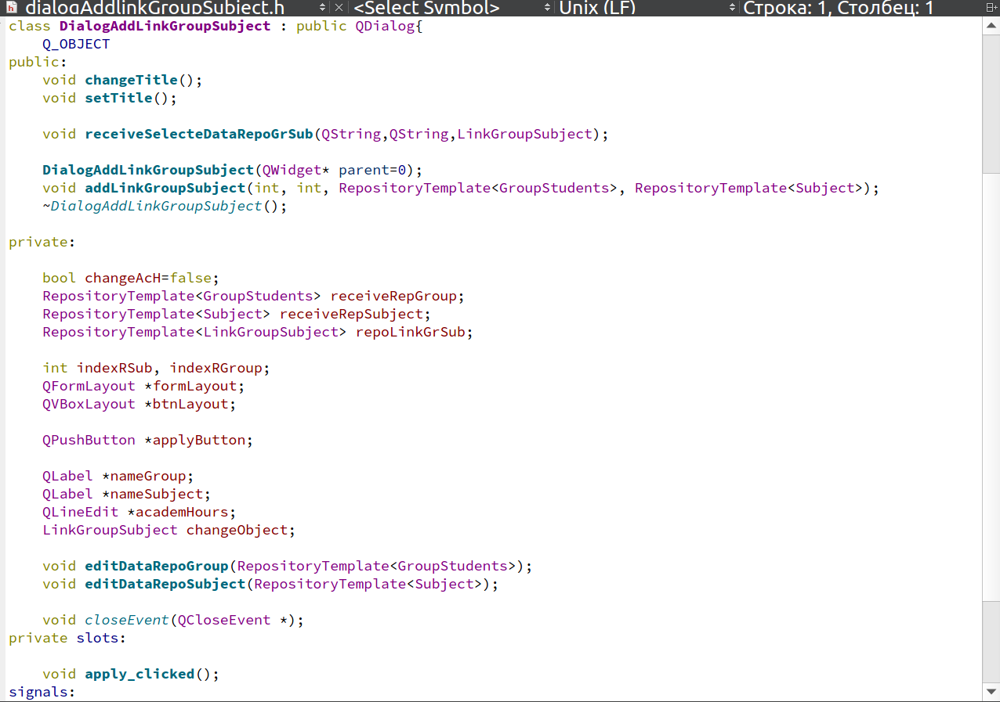 dialogAddlinkGroupSubject.h <Select Symbol> Unix (LF) Строка: 1, Столбец: 1
class DialogAddLinkGroupSubject : public QDialog{
    Q_OBJECT
public:
    void changeTitle();
    void setTitle();
    void receiveSelecteDataRepoGrSub(QString,QString,LinkGroupSubject);
    DialogAddLinkGroupSubject(QWidget* parent=0);
    void addLinkGroupSubject(int, int, RepositoryTemplate<GroupStudents>, RepositoryTemplate<Subject>);
    ~DialogAddLinkGroupSubject();
private:
    bool changeAcH=false;
    RepositoryTemplate<GroupStudents> receiveRepGroup;
    RepositoryTemplate<Subject> receiveRepSubject;
    RepositoryTemplate<LinkGroupSubject> repoLinkGrSub;
    int indexRSub, indexRGroup;
    QFormLayout *formLayout;
    QVBoxLayout *btnLayout;
    QPushButton *applyButton;
    QLabel *nameGroup;
    QLabel *nameSubject;
    QLineEdit *academHours;
    LinkGroupSubject changeObject;
    void editDataRepoGroup(RepositoryTemplate<GroupStudents>);
    void editDataRepoSubject(RepositoryTemplate<Subject>);
    void closeEvent(QCloseEvent *);
private slots:
    void apply_clicked();
signals: